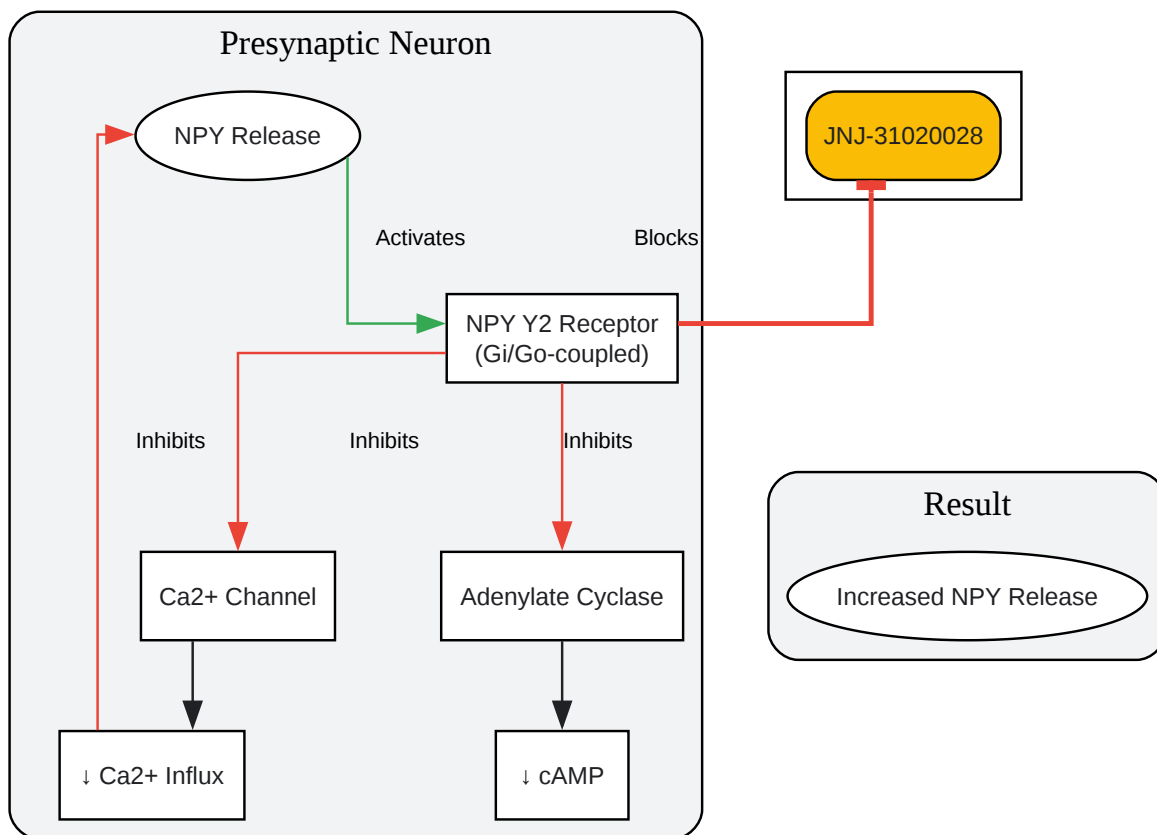 Presynaptic Neuron
NPY Release
JNJ-31020028
Activates
Blocks
NPY Y2 Receptor
(Gi/Go-coupled)
Inhibits
Inhibits
Inhibits
Result
Ca2+ Channel
Adenylate Cyclase
Increased NPY Release
↓ Ca2+ Influx
↓ cAMP